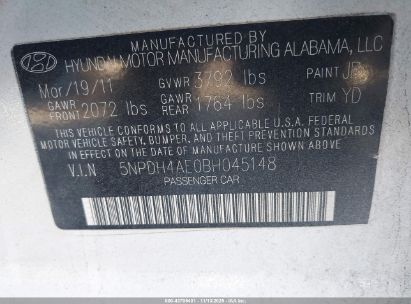 MANUFACTURED BY
HYUNDAI MOTOR MANUFACTURING ALABAMA, LLC
Mar/19/11 GVWR 3792 lbs PAINT
GAWR FRONT 2072 lbs GAWR REAR 1764 lbs TRIM YD
THIS VEHICLE CONFORMS TO ALL APPLICABLE U.S.A FEDERAL
MOTOR VEHICLE SAFETY, BUMPER, AND THEFT PREVENTION STANDARDS
IN EFFECT ON THE DATE OF MANUFACTURE SHOWN ABOVE.
V.I.N 5NPDH4AE0BH045148
PASSENGER CAR